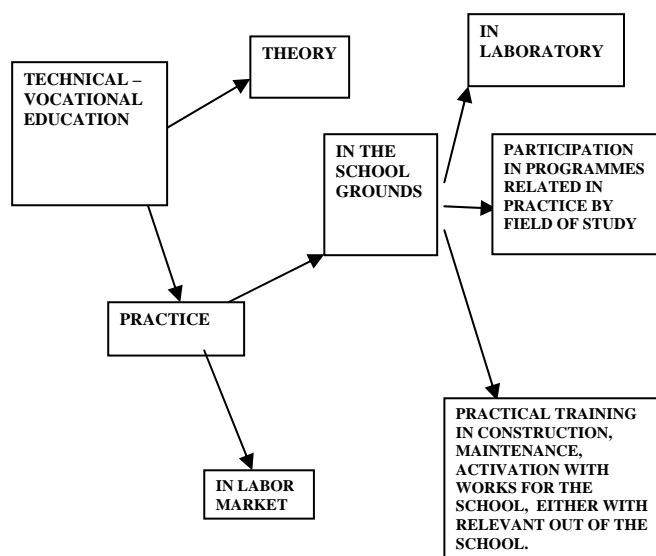 THEORY
IN
LABORATORY
TECHNICAL –
VOCATIONAL
EDUCATION
IN THE
SCHOOL
GROUNDS
PARTICIPATION
IN PROGRAMMES
RELATED IN
PRACTICE BY
FIELD OF STUDY
PRACTICE
IN LABOR
MARKET
PRACTICAL TRAINING
IN CONSTRUCTION,
MAINTENANCE,
ACTIVATION WITH
WORKS FOR THE
SCHOOL, EITHER WITH
RELEVANT OUT OF THE
SCHOOL.